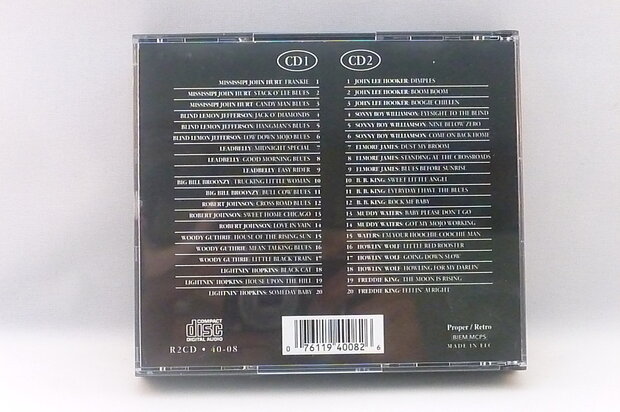 CD 1
MISSISSIPI JOHN HURT: FRANKIE 1
MISSISSIPPI JOHN HURT: STACK O' LEE BLUES 2
MISSISSIPPI JOHN HURT: CANDY MAN BLUES 3
BLIND LEMON JEFFERSON: JACK O' DIAMONDS 4
BLIND LEMON JEFFERSON: HANGMAN'S BLUES 5
BLIND LEMON JEFFERSON: LOW DOWN MOJO BLUES 6
LEADBELLY: MIDNIGHT SPECIAL 7
LEADBELLY: GOOD MORNING BLUES 8
LEADBELLY: EASY RIDER 9
BIG BILL BROONZY: TRUCKING LITTLE WOMAN 10
BIG BILL BROONZY: BULL COW BLUES 11
ROBERT JOHNSON: CROSS ROAD BLUES 12
ROBERT JOHNSON: SWEET HOME CHICAGO 13
ROBERT JOHNSON: LOVE IN VAIN 14
WOODY GUTHRIE: HOUSE OF THE RISING SUN 15
WOODY GUTHRIE: MEAN TALKING BLUES 16
WOODY GUTHRIE: LITTLE BLACK TRAIN 17
LIGHTNIN' HOPKINS: BLACK CAT 18
LIGHTNIN' HOPKINS: HOUSE UPON THE HILL 19
LIGHTNIN' HOPKINS: SOMEDAY BABY 20
CD 2
1 JOHN LEE HOOKER: DIMPLES
2 JOHN LEE HOOKER: BOOM BOOM
3 JOHN LEE HOOKER: BOOGIE CHILLEN
4 SONNY BOY WILLIAMSON: EYESIGHT TO THE BLIND
5 SONNY BOY WILLIAMSON: NINE BELOW ZERO
6 SONNY BOY WILLIAMSON: COME ON BACK HOME
7 ELMORE JAMES: DUST MY BROOM
8 ELMORE JAMES: STANDING AT THE CROSSROADS
9 ELMORE JAMES: BLUES BEFORE SUNRISE
10 B. B. KING: SWEET LITTLE ANGEL
11 B. B. KING: EVERYDAY I HAVE THE BLUES
12 B. B. KING: ROCK ME BABY
13 MUDDY WATERS: BABY PLEASE DON'T GO
14 MUDDY WATERS: GOT MY MOJO WORKING
15 WATERS: I'M YOUR HOOCHIE COOCHIE MAN
16 HOWLIN' WOLF: LITTLE RED ROOSTER
17 HOWLIN' WOLF: GOING DOWN SLOW
18 HOWLIN' WOLF: HOWLING FOR MY DARLIN'
19 FREDDIE KING: THE MOON IS RISING
20 FREDDIE KING: FEELIN' ALRIGHT
COMPACT
disc
DIGITAL AUDIO
R2CD • 40-08
0 76119 40082 6
Proper / Retro
BIEM.MCPS
MADE IN EEC